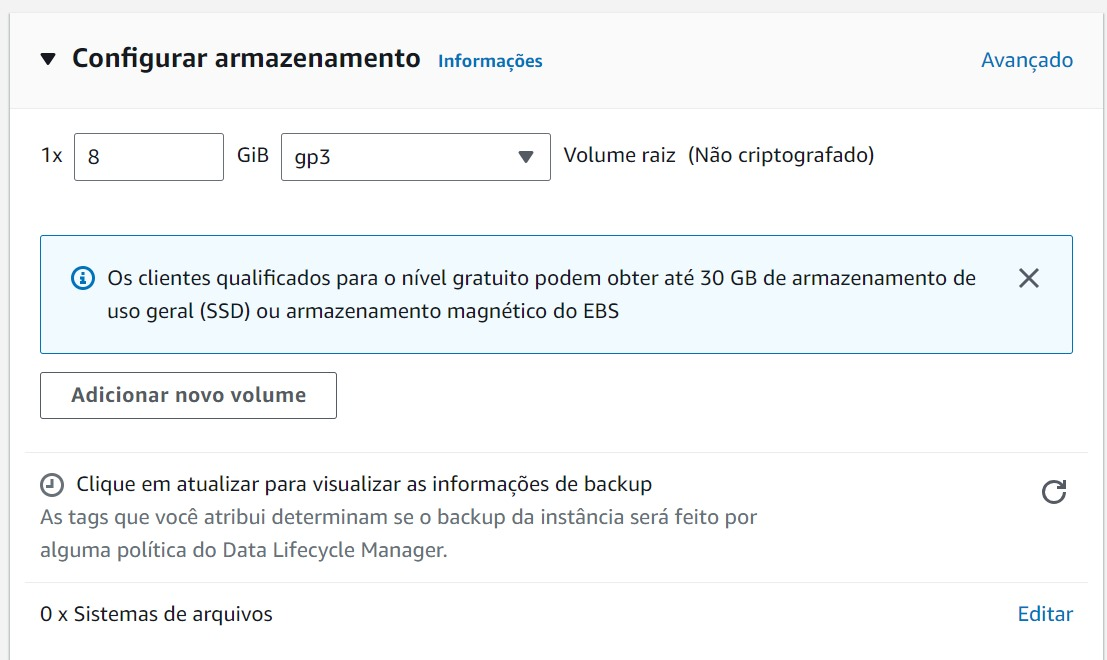 Configurar armazenamento Informações Avançado
1x 8 GiB gp3 Volume raiz (Não criptografado)
Os clientes qualificados para o nível gratuito podem obter até 30 GB de armazenamento de
uso geral (SSD) ou armazenamento magnético do EBS
Adicionar novo volume
Clique em atualizar para visualizar as informações de backup
As tags que você atribui determinam se o backup da instância será feito por
alguma política do Data Lifecycle Manager.
0 x Sistemas de arquivos Editar